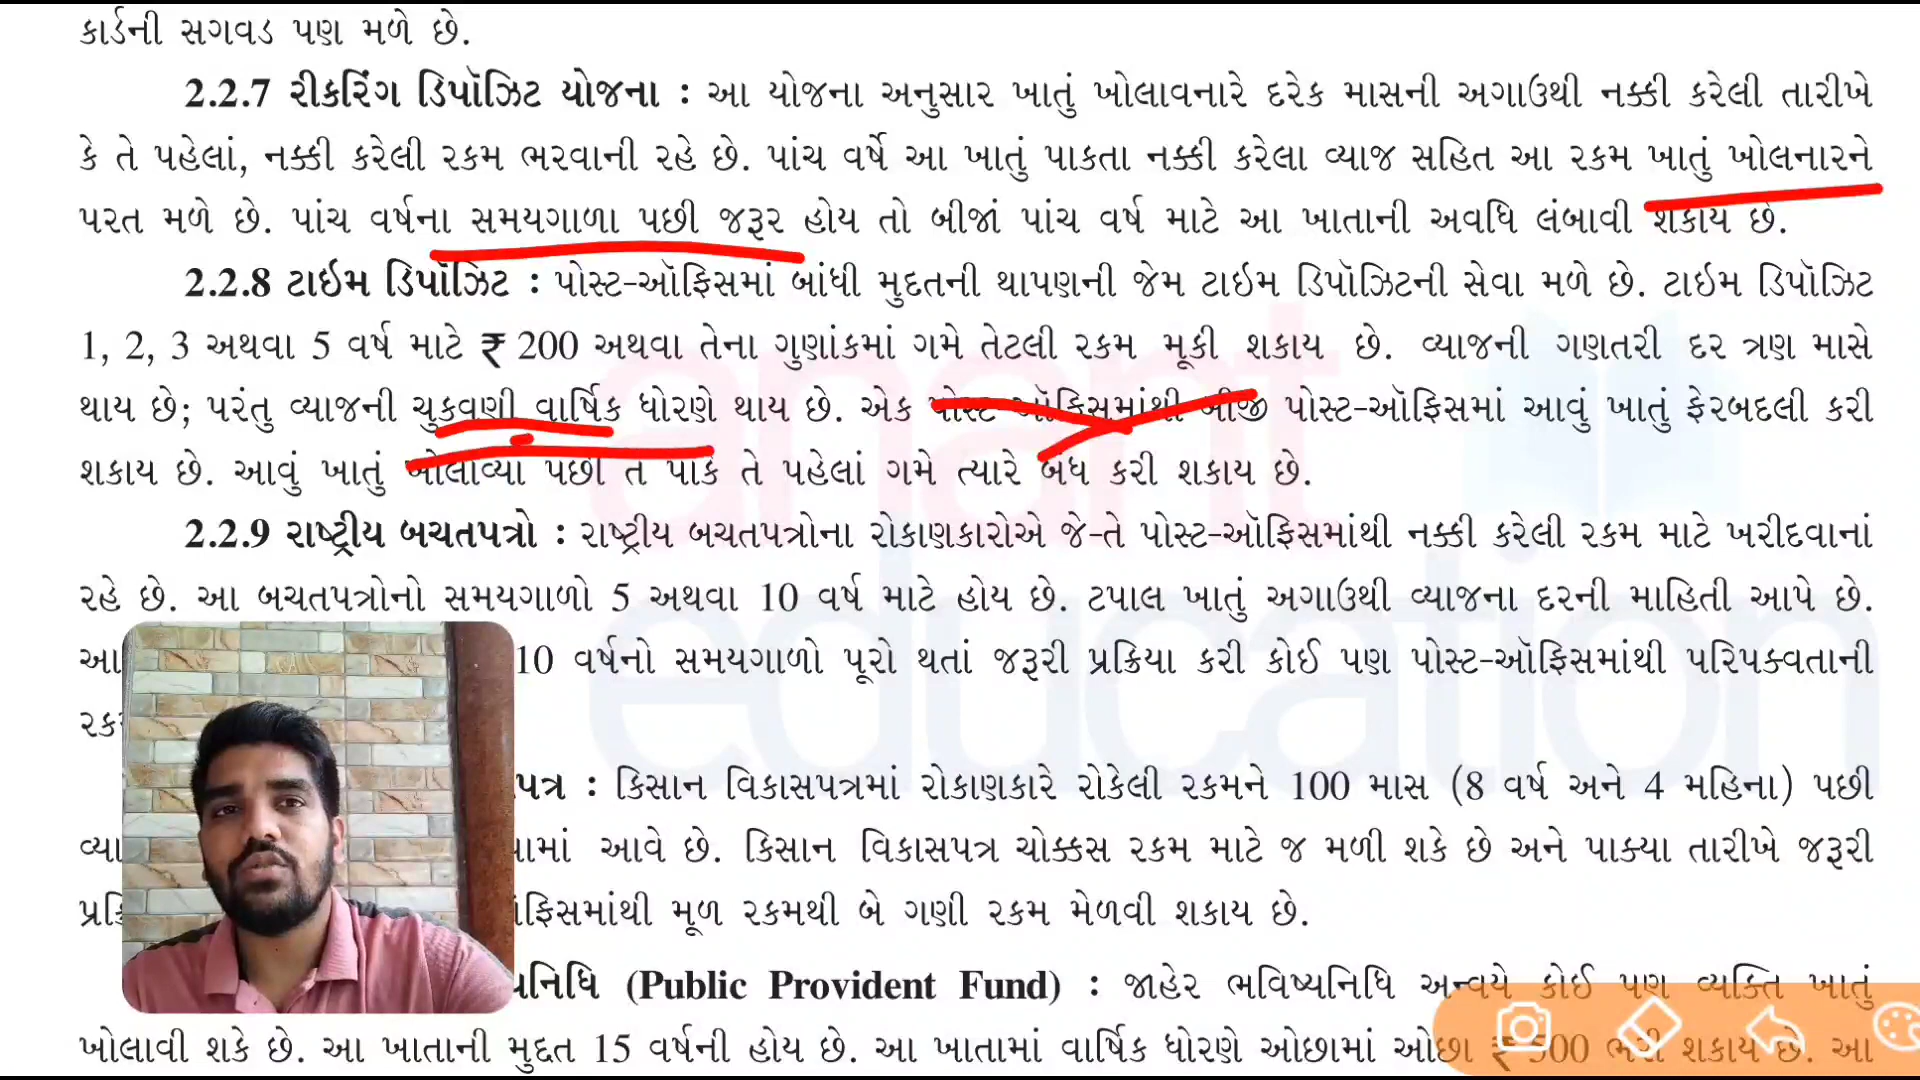 કાર્ડની સગવડ પણ મળે છે.
2.2.7 રીકરિંગ ડિપૉઝિટ યોજના : આ યોજના અનુસાર ખાતું ખોલાવનારે દરેક માસની અગાઉથી નક્કી કરેલી તારીખે
કે તે પહેલાં, નક્કી કરેલી રકમ ભરવાની રહે છે. પાંચ વર્ષે આ ખાતું પાકતા નક્કી કરેલા વ્યાજ સહિત આ રકમ ખાતું ખોલનારને
પરત મળે છે. પાંચ વર્ષના સમયગાળા પછી જરૂર હોય તો બીજાં પાંચ વર્ષ માટે આ ખાતાની અવધિ લંબાવી શકાય છે.
2.2.8 ટાઇમ ડિપૉઝિટ : પોસ્ટ-ઑફિસમાં બાંધી મુદતની થાપણની જેમ ટાઇમ ડિપૉઝિટની સેવા મળે છે. ટાઇમ ડિપૉઝિટ
1, 2, 3 અથવા 5 વર્ષ માટે ₹ 200 અથવા તેના ગુણાંકમાં ગમે તેટલી રકમ મૂકી શકાય છે. વ્યાજની ગણતરી દર ત્રણ માસે
થાય છે; પરંતુ વ્યાજની ચુકવણી વાર્ષિક ધોરણે થાય છે. એક પોસ્ટ-ઑફિસમાંથી બીજી પોસ્ટ-ઑફિસમાં આવું ખાતું ફેરબદલી કરી
શકાય છે. આવું ખાતું ખોલાવ્યા પછી તે પાકે તે પહેલાં ગમે ત્યારે બંધ કરી શકાય છે.
2.2.9 રાષ્ટ્રીય બચતપત્રો : રાષ્ટ્રીય બચતપત્રોના રોકાણકારોએ જે-તે પોસ્ટ-ઑફિસમાંથી નક્કી કરેલી રકમ માટે ખરીદવાનાં
રહે છે. આ બચતપત્રોનો સમયગાળો 5 અથવા 10 વર્ષ માટે હોય છે. ટપાલ ખાતું અગાઉથી વ્યાજના દરની માહિતી આપે છે.
આ 10 વર્ષનો સમયગાળો પૂરો થતાં જરૂરી પ્રક્રિયા કરી કોઈ પણ પોસ્ટ-ઑફિસમાંથી પરિપક્વતાની
પત્ર : કિસાન વિકાસપત્રમાં રોકાણકારે રોકેલી રકમને 100 માસ (8 વર્ષ અને 4 મહિના) પછી
આવે છે. કિસાન વિકાસપત્ર ચોક્કસ રકમ માટે જ મળી શકે છે અને પાક્યા તારીખે જરૂરી
મૂળ રકમથી બે ગણી રકમ મેળવી શકાય છે.
(Public Provident Fund) : જાહેર ભવિષ્યનિધિ અન્વયે કોઈ પણ વ્યક્તિ ખાતું
ખોલાવી શકે છે. આ ખાતાની મુદ્દત 15 વર્ષની હોય છે. આ ખાતામાં વાર્ષિક ધોરણે ઓછામાં ઓછા ₹ 500 ભરી શકાય છે. આ
anant
education